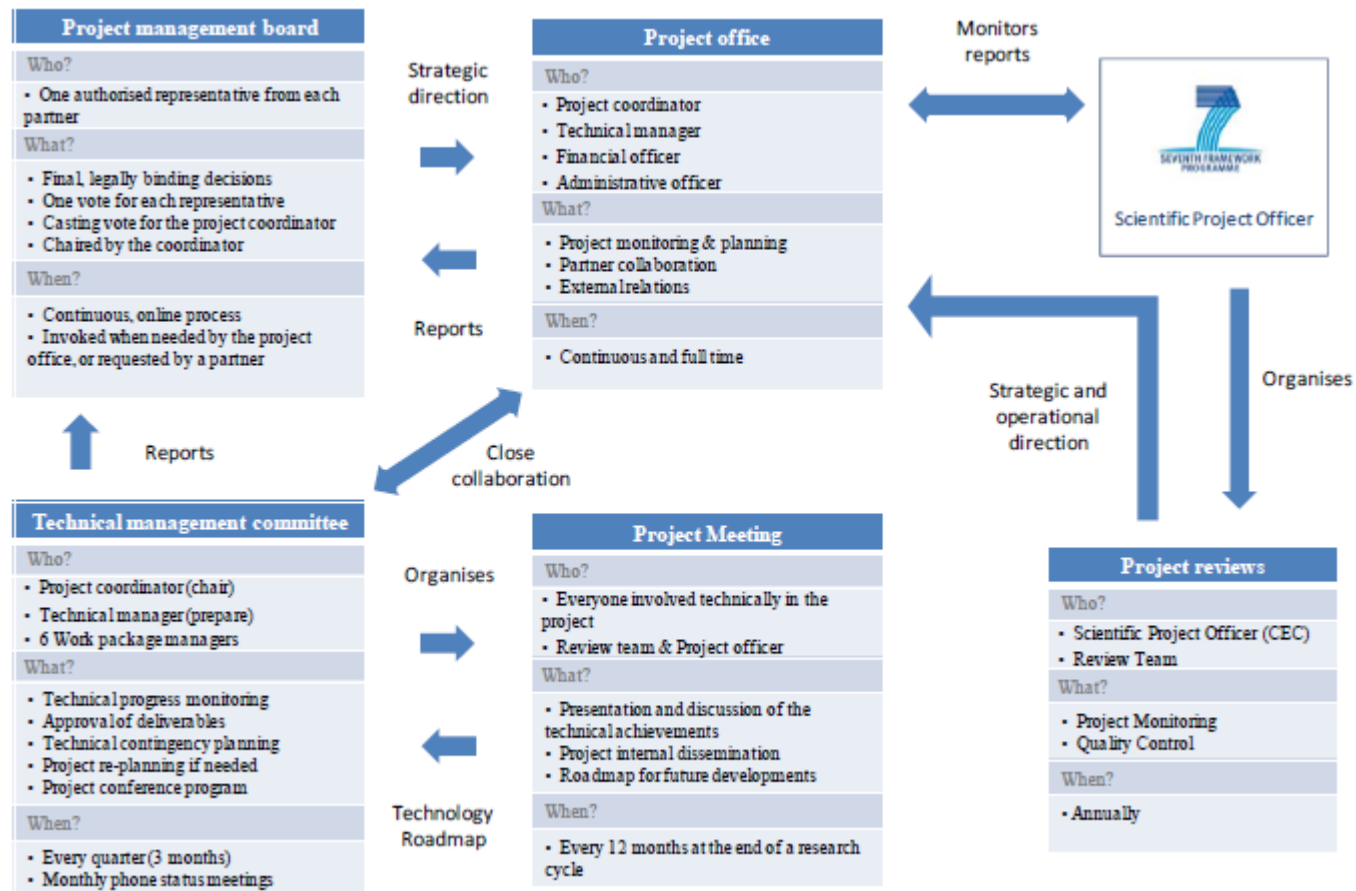 Project management board
Who?
• One authorised representative from each
partner
What?
• Final, legally binding decisions
• One vote for each representative
• Casting vote for the project coordinator
• Chaired by the coordinator
When?
• Continuous, online process
• Invoked when needed by the project
office, or requested by a partner
Strategic
direction
Reports
Project office
Who?
• Project coordinator
• Technical manager
• Financial officer
• Administrative officer
What?
• Project monitoring & planning
• Partner collaboration
• External relations
When?
• Continuous and full time
Monitors
reports
SEVENTH FRAMEWORK
PROGRAMME
Scientific Project Officer
Strategic and
operational
direction
Organises
Reports
Close
collaboration
Technical management committee
Who?
• Project coordinator (chair)
• Technical manager (prepare)
• 6 Work package managers
What?
• Technical progress monitoring
• Approval of deliverables
• Technical contingency planning
• Project re-planning if needed
• Project conference program
When?
• Every quarter (3 months)
• Monthly phone status meetings
Organises
Technology
Roadmap
Project Meeting
Who?
• Everyone involved technically in the
project
• Review team & Project officer
What?
• Presentation and discussion of the
technical achievements
• Project internal dissemination
• Roadmap for future developments
When?
• Every 12 months at the end of a research
cycle
Project reviews
Who?
• Scientific Project Officer (CEC)
• Review Team
What?
• Project Monitoring
• Quality Control
When?
• Annually